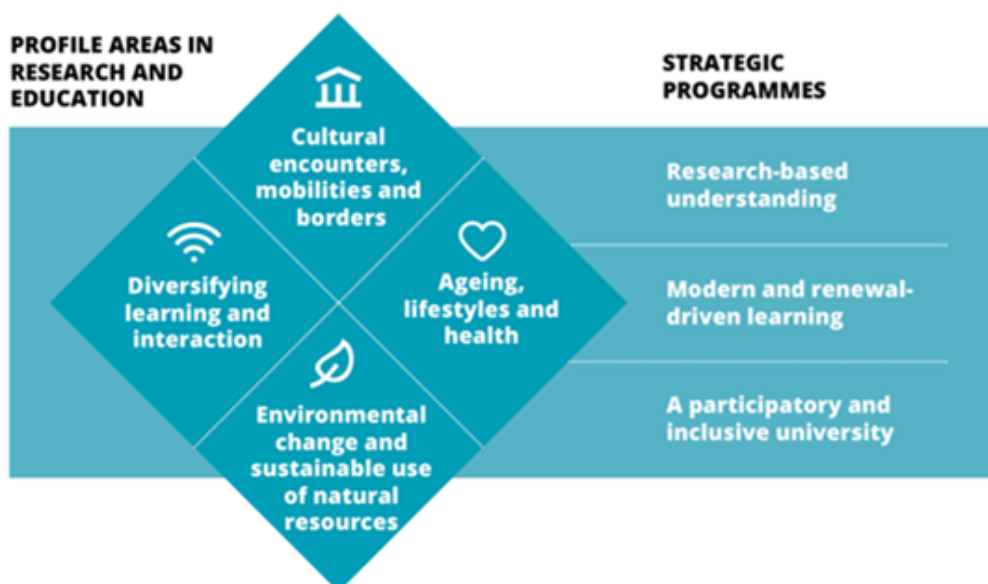 PROFILE AREAS IN
RESEARCH AND
EDUCATION
Cultural
encounters,
mobilities and
borders
Diversifying
learning and
interaction
Ageing,
lifestyles and
health
Environmental
change and
sustainable use
of natural
resources
STRATEGIC
PROGRAMMES
Research-based
understanding
Modern and renewal-
driven learning
A participatory and
inclusive university